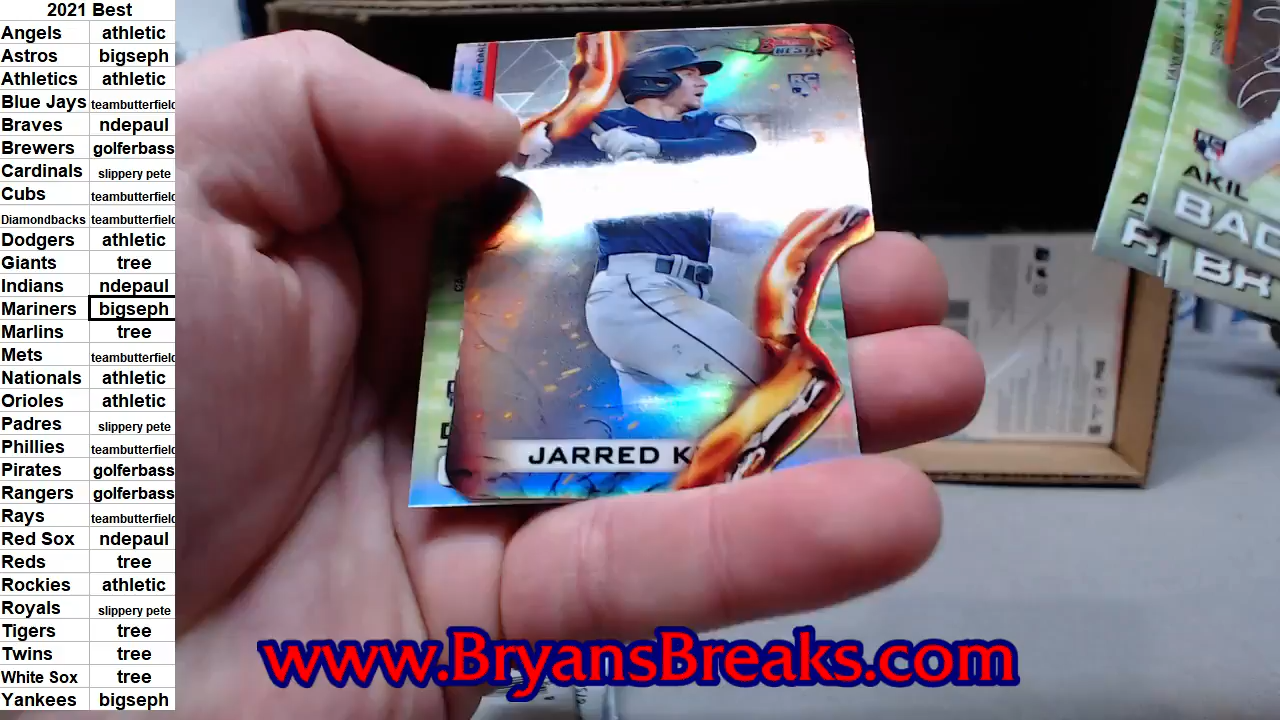 2021 Best
Angels athletic
Astros bigseph
Athletics athletic
Blue Jays teambutterfield
Braves ndepaul
Brewers golferbass
Cardinals slippery pete
Cubs teambutterfield
Diamondbacks teambutterfield
Dodgers athletic
Giants tree
Indians ndepaul
Mariners bigseph
Marlins tree
Mets teambutterfield
Nationals athletic
Orioles athletic
Padres slippery pete
Phillies teambutterfield
Pirates golferbass
Rangers golferbass
Rays teambutterfield
Red Sox ndepaul
Reds tree
Rockies athletic
Royals slippery pete
Tigers tree
Twins tree
White Sox tree
Yankees bigseph
BEST
RC
JARRED K
AKIL
BAD
BR
www.BryansBreaks.com